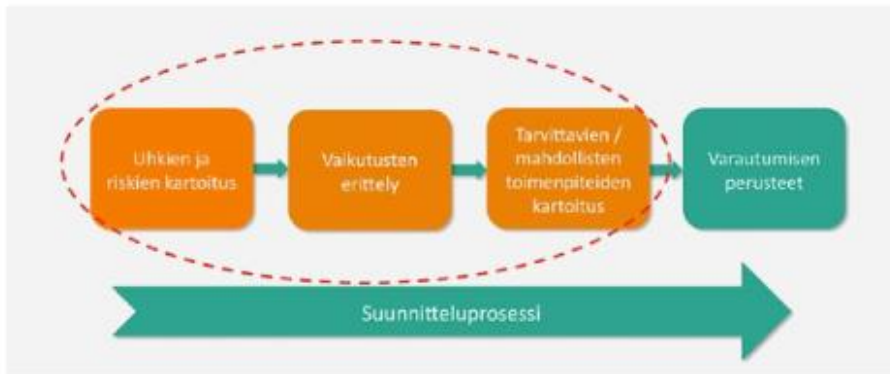 Uhkien ja
riskien kartoitus
Vaikutusten
erittely
Tarvittavien /
mahdollisten
toimenpiteiden
kartoitus
Varautumisen
perusteet
Suunnitteluprosessi